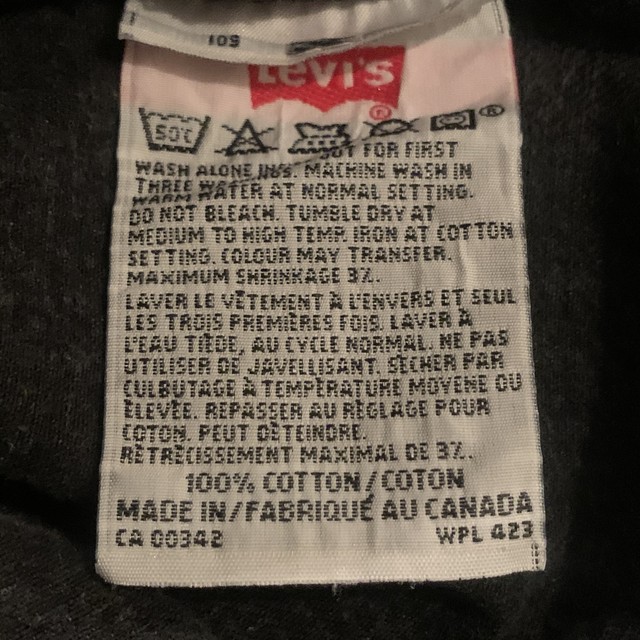 501
Levi's ®
50°C ®
OUT FOR FIRST
WASH ALONE MACHINE WASH IN
THREE
WARM WATER AT NORMAL SETTING.
DO NOT BLEACH. TUMBLE DRY AT
MEDIUM TO HIGH TEMP. IRON AT COTTON
SETTING. COLOUR MAY TRANSFER.
MAXIMUM SHRINKAGE 3%.
LAVER LE VÊTEMENT À L'ENVERS ET SEUL
LES TROIS PREMIÈRES FOIS. LAVER À
L'EAU TIÈDE, AU CYCLE NORMAL. NE PAS
UTILISER DE JAVELLISANT. SÉCHER PAR
CULBUTAGE À TEMPÉRATURE MOYENE OU
ÉLEVÉE. REPASSER AU RÉGLAGE POUR
COTON. PEUT DÉTEINDRE.
RÉTRÉCISSEMENT MAXIMAL DE 3%.
100% COTTON/COTON
MADE IN/FABRIQUÉ AU CANADA
CA 00342 WPL 423